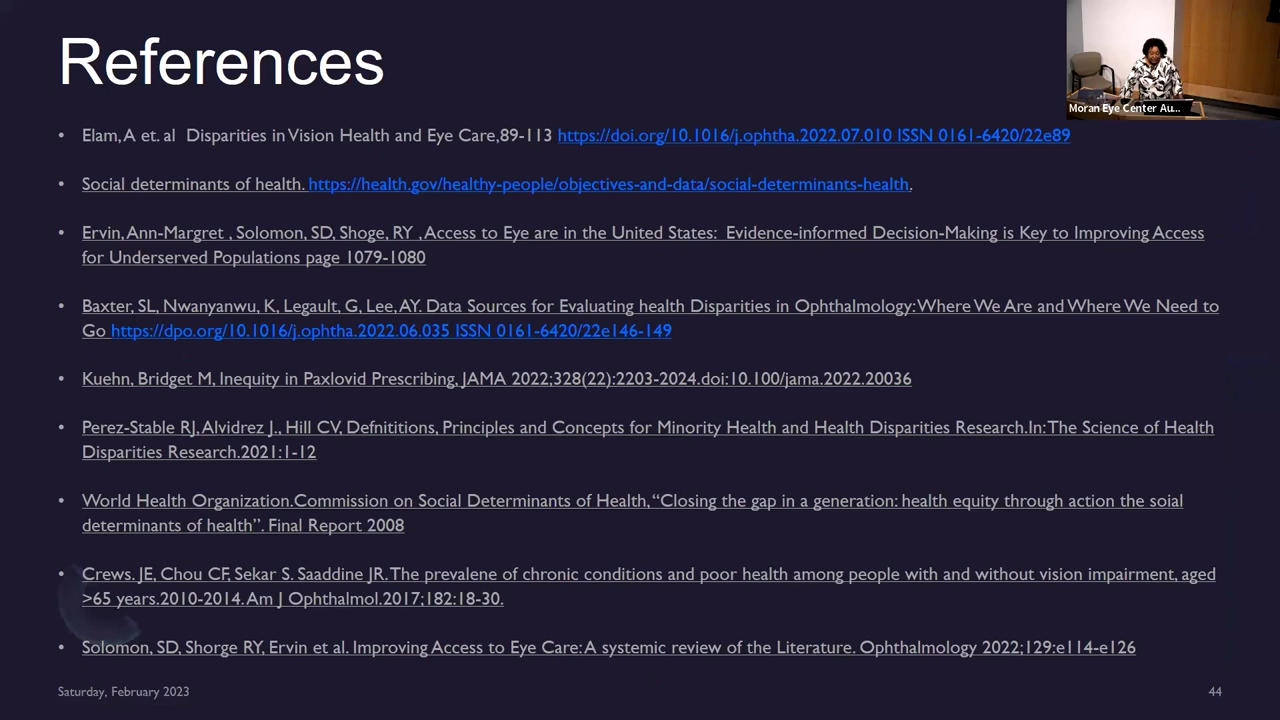 References
Moran Eye Center Au...
• Elam, A et. al  Disparities in Vision Health and Eye Care,89-113 https://doi.org/10.1016/j.ophtha.2022.07.010 ISSN 0161-6420/22e89
• Social determinants of health. https://health.gov/healthy-people/objectives-and-data/social-determinants-health.
• Ervin, Ann-Margret , Solomon, SD, Shoge, RY , Access to Eye are in the United States:  Evidence-informed Decision-Making is Key to Improving Access
for Underserved Populations page 1079-1080
• Baxter, SL, Nwanyanwu, K, Legault, G, Lee, AY. Data Sources for Evaluating health Disparities in Ophthalmology: Where We Are and Where We Need to
Go https://dpo.org/10.1016/j.ophtha.2022.06.035 ISSN 0161-6420/22e146-149
• Kuehn, Bridget M, Inequity in Paxlovid Prescribing, JAMA 2022;328(22):2203-2024.doi:10.100/jama.2022.20036
• Perez-Stable RJ, Alvidrez J., Hill CV, Defnititions, Principles and Concepts for Minority Health and Health Disparities Research.In: The Science of Health
Disparities Research.2021:1-12
• World Health Organization.Commission on Social Determinants of Health, “Closing the gap in a generation: health equity through action the soial
determinants of health”. Final Report 2008
• Crews. JE, Chou CF, Sekar S. Saaddine JR. The prevalene of chronic conditions and poor health among people with and without vision impairment, aged
>65 years.2010-2014. Am J Ophthalmol.2017;182:18-30.
• Solomon, SD, Shorge RY, Ervin et al. Improving Access to Eye Care: A systemic review of the Literature. Ophthalmology 2022;129:e114-e126
Saturday, February 2023
44